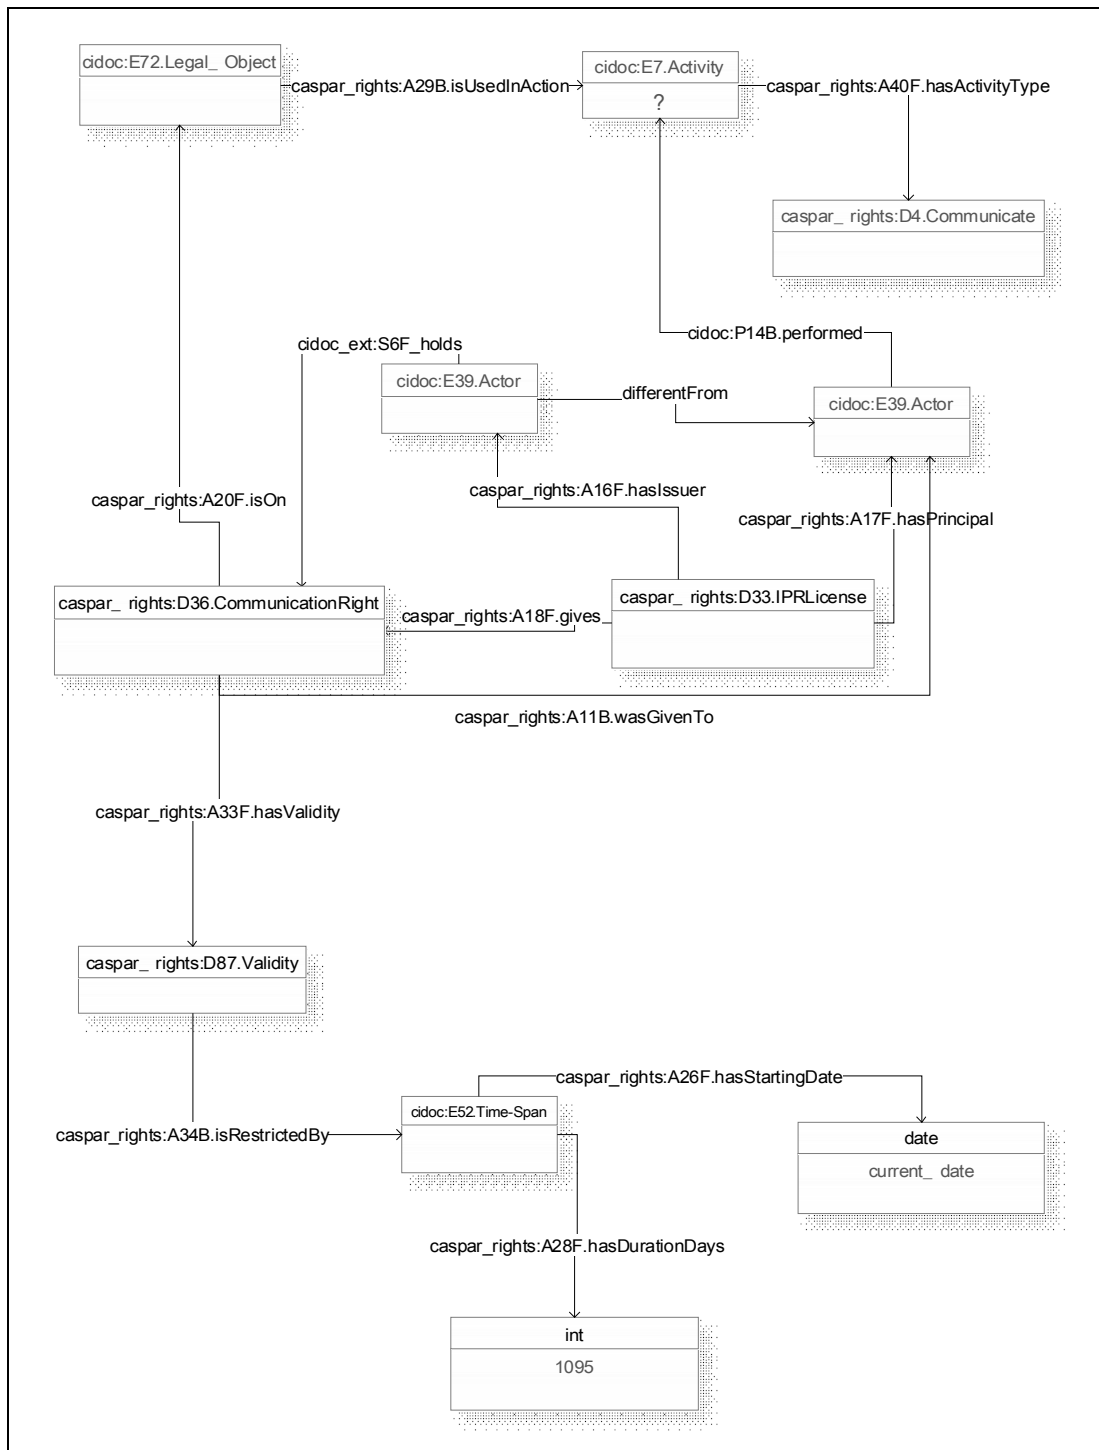 cidoc:E72.Legal_ Object
cidoc:E7.Activity
caspar_rights:A29B.isUsedInAction
caspar_rights:A40F.hasActivityType
?
caspar_ rights:D4.Communicate
cidoc:P14B.performed
cidoc_ext:S6F_holds
cidoc:E39.Actor
differentFrom
cidoc:E39.Actor
caspar_rights:A16F.hasIssuer
caspar_rights:A20F.isOn
caspar_rights:A17F.hasPrincipal
caspar_ rights:D36.CommunicationRight
caspar_rights:A18F.gives
caspar_ rights:D33.IPRLicense
caspar_rights:A11B.wasGivenTo
caspar_rights:A33F.hasValidity
caspar_ rights:D87.Validity
caspar_rights:A26F.hasStartingDate
cidoc:E52.Time-Span
caspar_rights:A34B.isRestrictedBy
date
current_ date
caspar_rights:A28F.hasDurationDays
int
1095